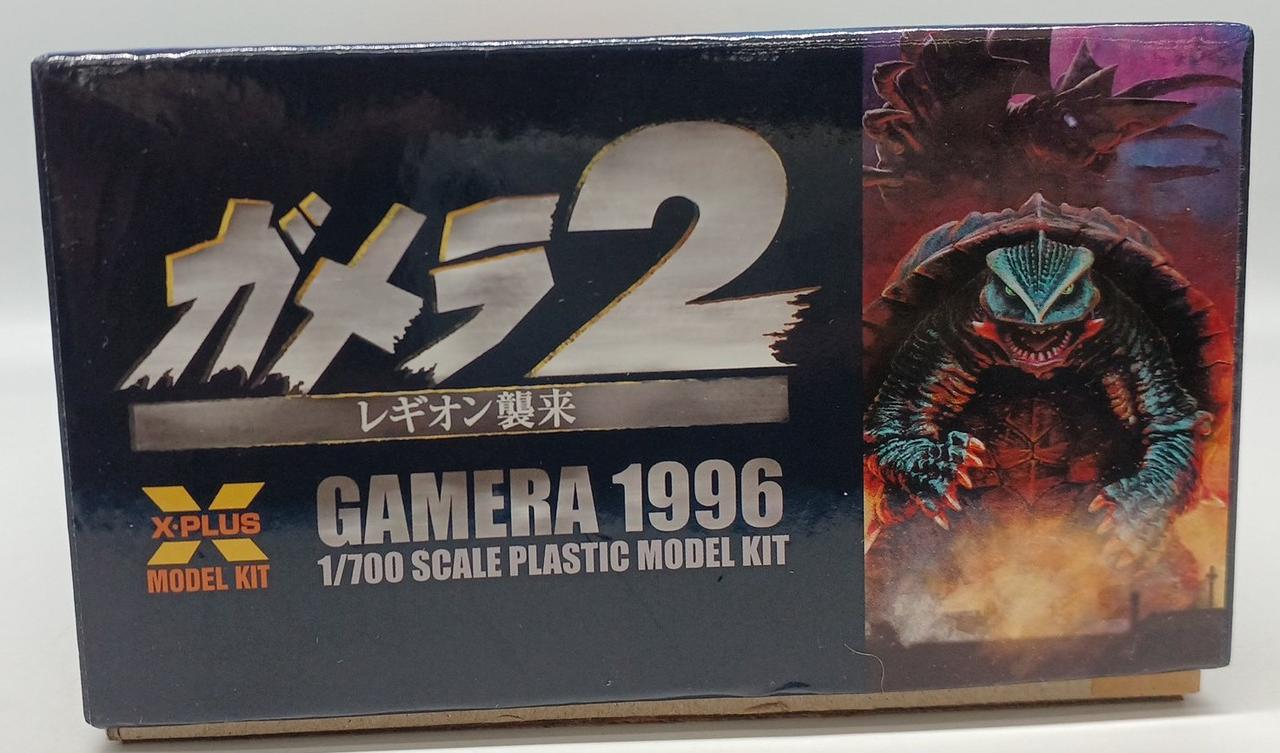 ガメラ2
レギオン襲来
X-PLUS
MODEL KIT
GAMERA 1996
1/700 SCALE PLASTIC MODEL KIT